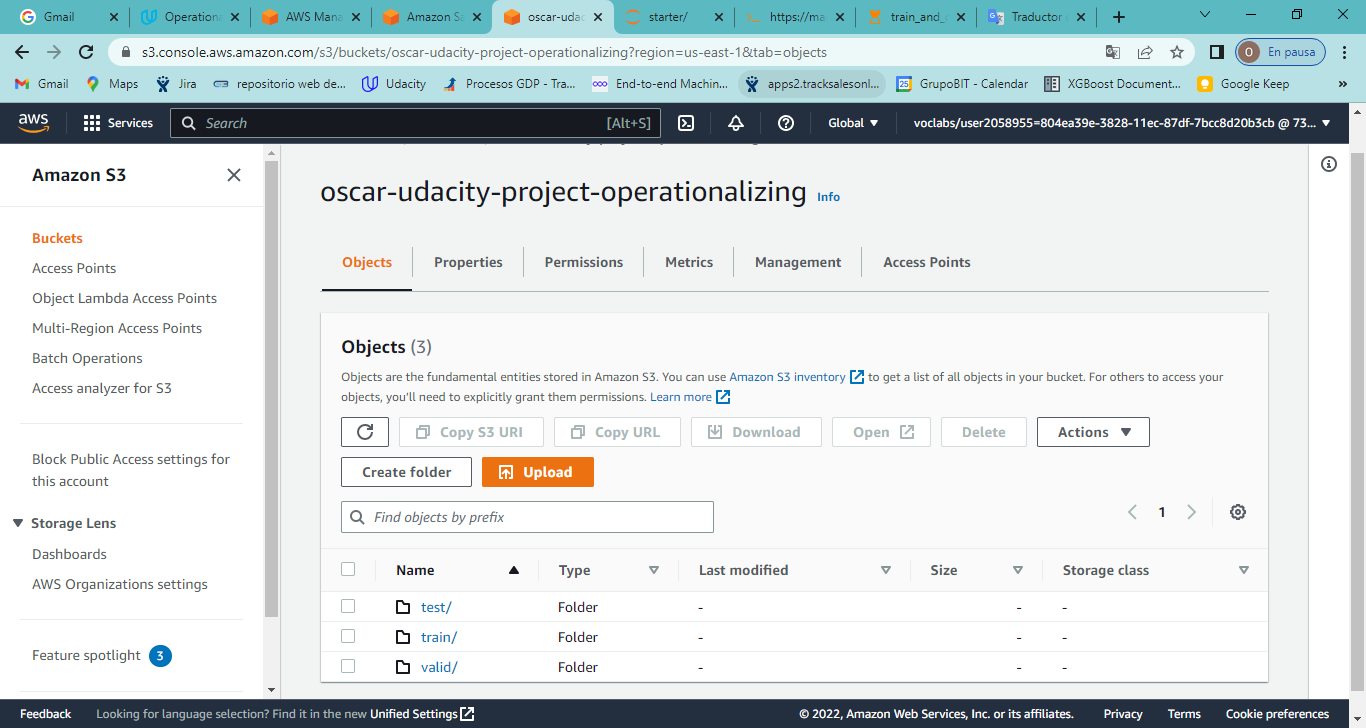 Gmail
Operationa
AWS Mana
Amazon Sa
oscar-udac
starter/
https://ma
train_and_
Traductor
s3.console.aws.amazon.com/s3/buckets/oscar-udacity-project-operationalizing?region=us-east-1&tab=objects
O En pausa
Gmail Maps Jira repositorio web de... Udacity Procesos GDP - Tra... End-to-end Machin... apps2.tracksalesonl... GrupoBIT - Calendar XGBoost Document... Google Keep »
aws Services Search [Alt+S] Global voclabs/user2058955=804ea39e-3828-11ec-87df-7bcc8d20b3cb @ 73...
Amazon S3
Buckets
Access Points
Object Lambda Access Points
Multi-Region Access Points
Batch Operations
Access analyzer for S3
Block Public Access settings for
this account
Storage Lens
Dashboards
AWS Organizations settings
Feature spotlight 3
oscar-udacity-project-operationalizing Info
Objects Properties Permissions Metrics Management Access Points
Objects (3)
Objects are the fundamental entities stored in Amazon S3. You can use Amazon S3 inventory to get a list of all objects in your bucket. For others to access your
objects, you'll need to explicitly grant them permissions. Learn more
Copy S3 URI Copy URL Download Open Delete Actions
Create folder Upload
Find objects by prefix 1
Name Type Last modified Size Storage class
test/ Folder - - -
train/ Folder - - -
valid/ Folder - - -
Feedback Looking for language selection? Find it in the new Unified Settings © 2022, Amazon Web Services, Inc. or its affiliates. Privacy Terms Cookie preferences